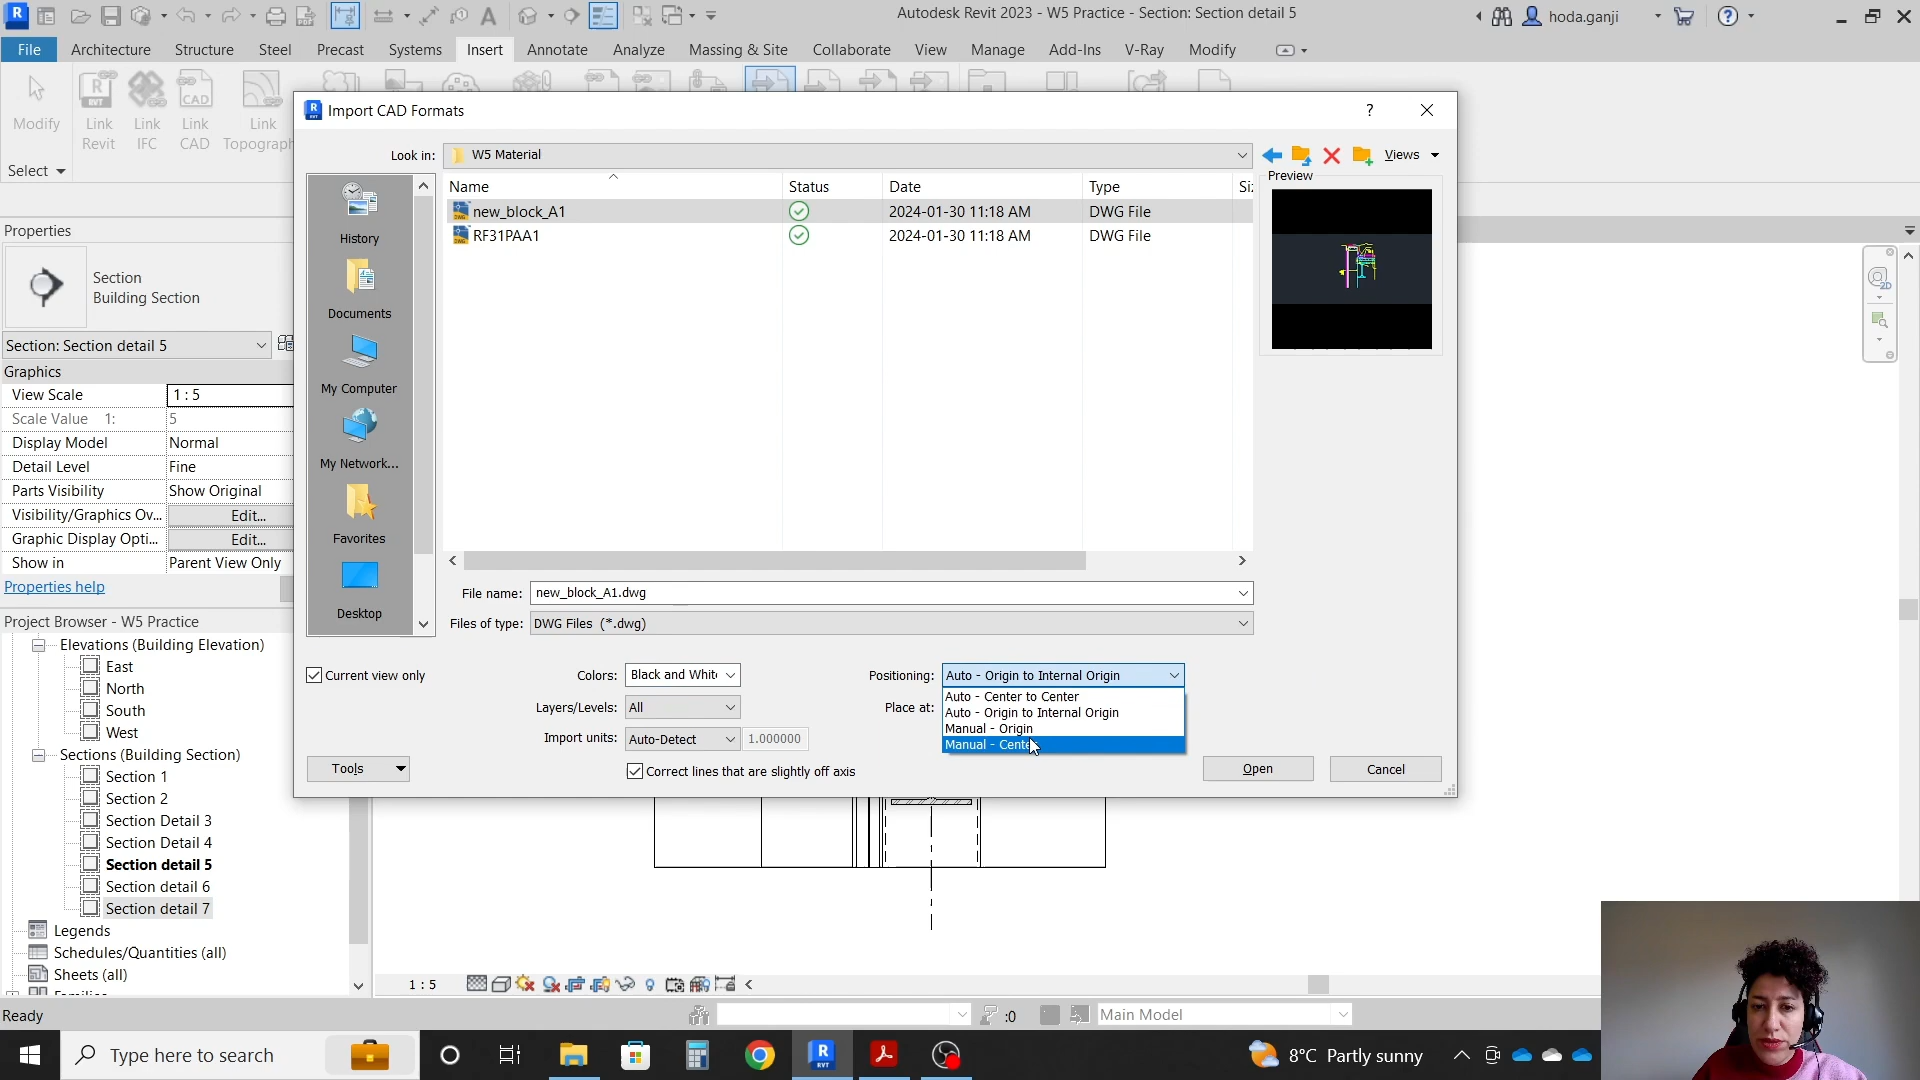 Autodesk Revit 2023 - W5 Practice - Section: Section detail 5
hoda.ganji
File Architecture Structure Steel Precast Systems Insert Annotate Analyze Massing & Site Collaborate View Manage Add-Ins V-Ray Modify
Modify
Link Revit
Link IFC
Link CAD
Link Topograph
Select
Import CAD Formats
Look in: W5 Material
Views
Name Status Date Type Preview
new_block_A1 2024-01-30 11:18 AM DWG File
RF31PAA1 2024-01-30 11:18 AM DWG File
History
Documents
My Computer
My Network...
Favorites
Desktop
File name: new_block_A1.dwg
Files of type: DWG Files (*.dwg)
Current view only
Colors: Black and White
Layers/Levels: All
Import units: Auto-Detect 1.000000
Correct lines that are slightly off axis
Positioning: Auto - Origin to Internal Origin
Place at:
Auto - Center to Center
Auto - Origin to Internal Origin
Manual - Origin
Manual - Center
Tools
Open
Cancel
Properties
Section
Building Section
Section: Section detail 5
Graphics
View Scale 1 : 5
Scale Value 1: 5
Display Model Normal
Detail Level Fine
Parts Visibility Show Original
Visibility/Graphics Ov... Edit...
Graphic Display Opti... Edit...
Show in Parent View Only
Properties help
Project Browser - W5 Practice
Elevations (Building Elevation)
East
North
South
West
Sections (Building Section)
Section 1
Section 2
Section Detail 3
Section Detail 4
Section detail 5
Section detail 6
Section detail 7
Legends
Schedules/Quantities (all)
Sheets (all)
1 : 5
Ready
:0
Main Model
Type here to search
8°C Partly sunny